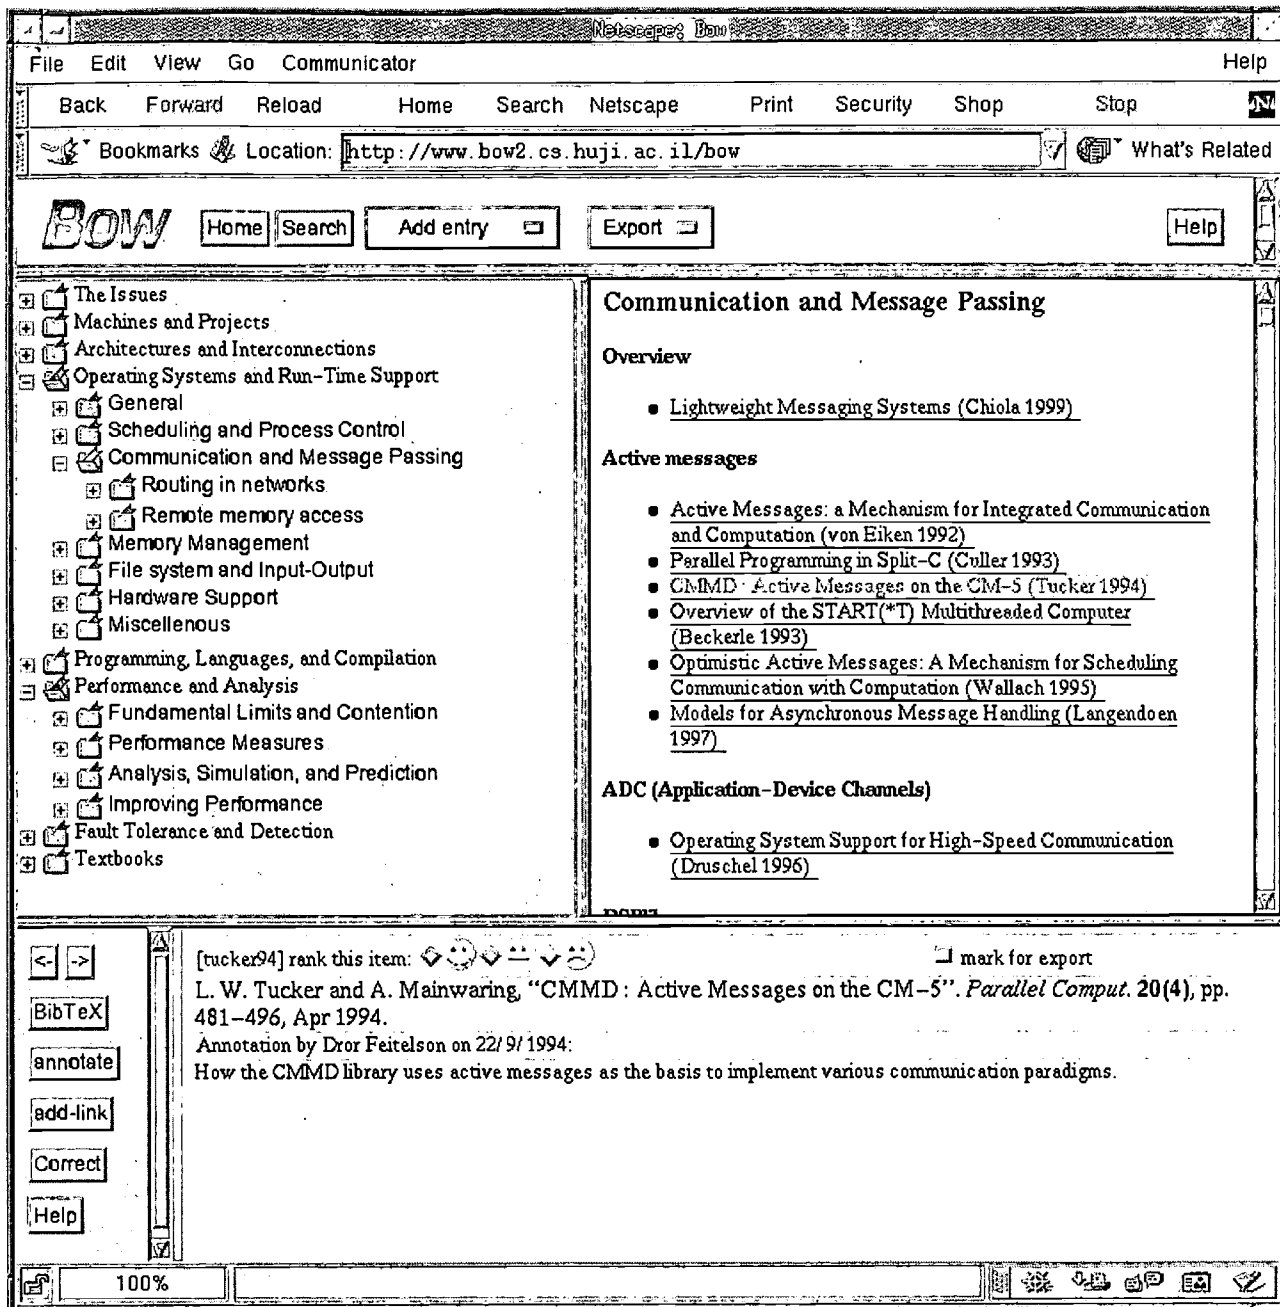 Netscape: Bow
File Edit View Go Communicator Help
Back Forward Reload Home Search Netscape Print Security Shop Stop N
Bookmarks Location: http://www.bow2.cs.huji.ac.il/bow What's Related
Bow Home Search Add entry Export Help
The Issues
Machines and Projects
Architectures and Interconnections
Operating Systems and Run-Time Support
General
Scheduling and Process Control
Communication and Message Passing
Routing in networks
Remote memory access
Memory Management
File system and Input-Output
Hardware Support
Miscellenous
Programming, Languages, and Compilation
Performance and Analysis
Fundamental Limits and Contention
Performance Measures
Analysis, Simulation, and Prediction
Improving Performance
Fault Tolerance and Detection
Textbooks
Communication and Message Passing
Overview
Lightweight Messaging Systems (Chiola 1999)
Active messages
Active Messages: a Mechanism for Integrated Communication
and Computation (von Eiken 1992)
Parallel Programming in Split-C (Culler 1993)
CMMD : Active Messages on the CM-5 (Tucker 1994)
Overview of the START(*T) Multithreaded Computer
(Beckerle 1993)
Optimistic Active Messages: A Mechanism for Scheduling
Communication with Computation (Wallach 1995)
Models for Asynchronous Message Handling (Langendoen
1997)
ADC (Application-Device Channels)
Operating System Support for High-Speed Communication
(Druschel 1996)
<- ->
BibTeX
annotate
add-link
Correct
Help
[tucker94] rank this item: mark for export
L. W. Tucker and A. Mainwaring, "CMMD : Active Messages on the CM-5". Parallel Comput. 20(4), pp.
481-496, Apr 1994.
Annotation by Dror Feitelson on 22/9/1994:
How the CMMD library uses active messages as the basis to implement various communication paradigms.
100%